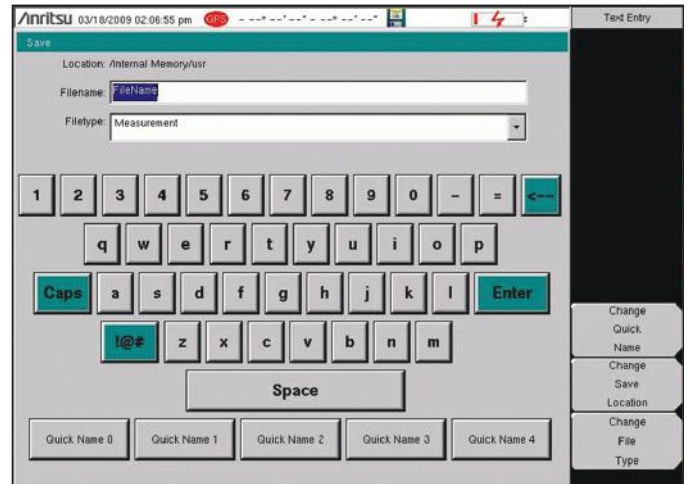 Anritsu 03/18/2009 02:06:55 pm GPS - --°--'--"- --°--'--" Text Entry
Save
Location: /Internal Memory/usr
Filename: FileName
Filetype: Measurement
1 2 3 4 5 6 7 8 9 0 - = <--
q w e r t y u i o p
Caps a s d f g h j k l Enter
!@# z x c v b n m
Space
Quick Name 0 Quick Name 1 Quick Name 2 Quick Name 3 Quick Name 4
Change
Quick
Name
Change
Save
Location
Change
File
Type